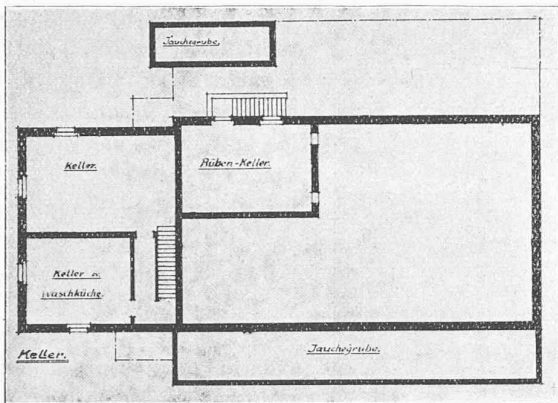 Jauchegrube.
Keller.
Rüben-Keller.
Keller u.
Waschküche.
Keller.
Jauchegrube.